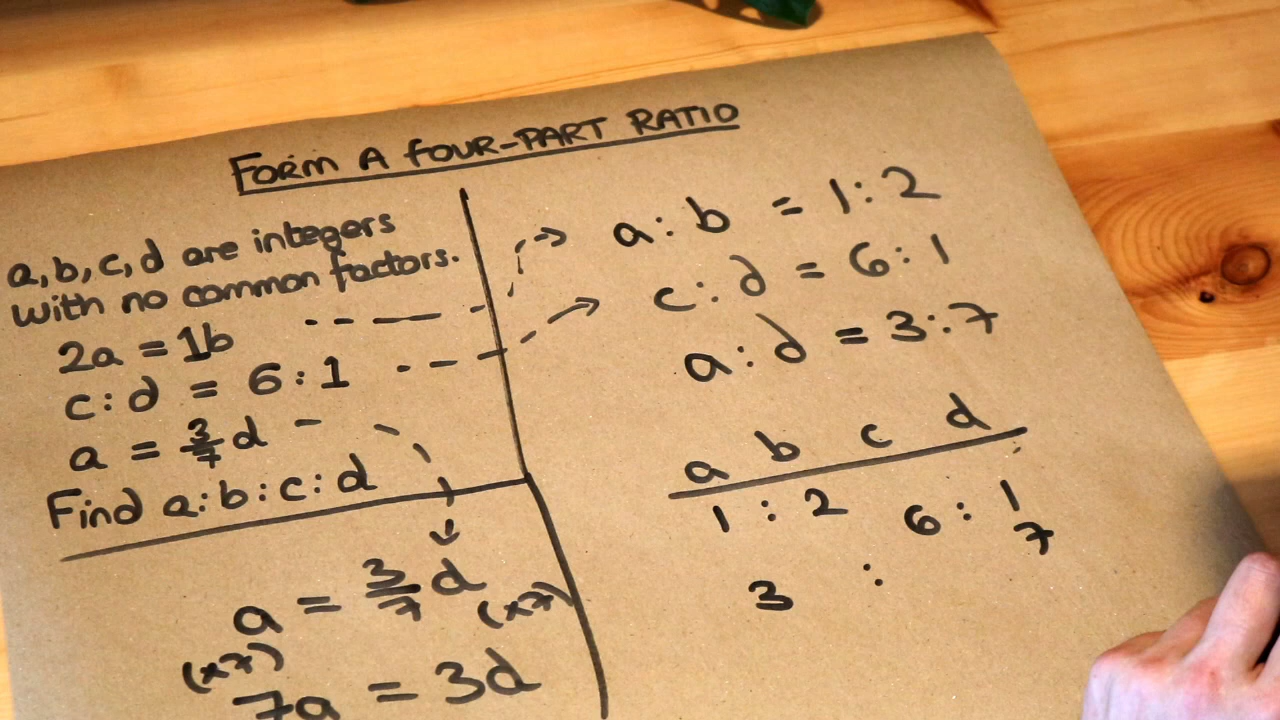 FORM A FOUR-PART RATIO
a, b, c, d are integers
with no common factors.
2a = 1b
c : d = 6 : 1
a = 3/7 d
Find a : b : c : d
a = 3/7 d
(x7) (x7)
7a = 3d
a : b = 1 : 2
c : d = 6 : 1
a : d = 3 : 7
a b c d
1 : 2 6 : 1
3 : 7